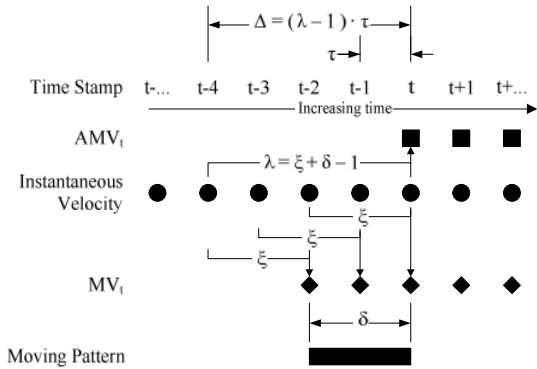 Δ = (λ − 1) · τ
τ
Time Stamp t-... t-4 t-3 t-2 t-1 t t+1 t+...
Increasing time
AMVt
λ = ξ + δ − 1
Instantaneous
Velocity
ξ
ξ
ξ
MVt
δ
Moving Pattern